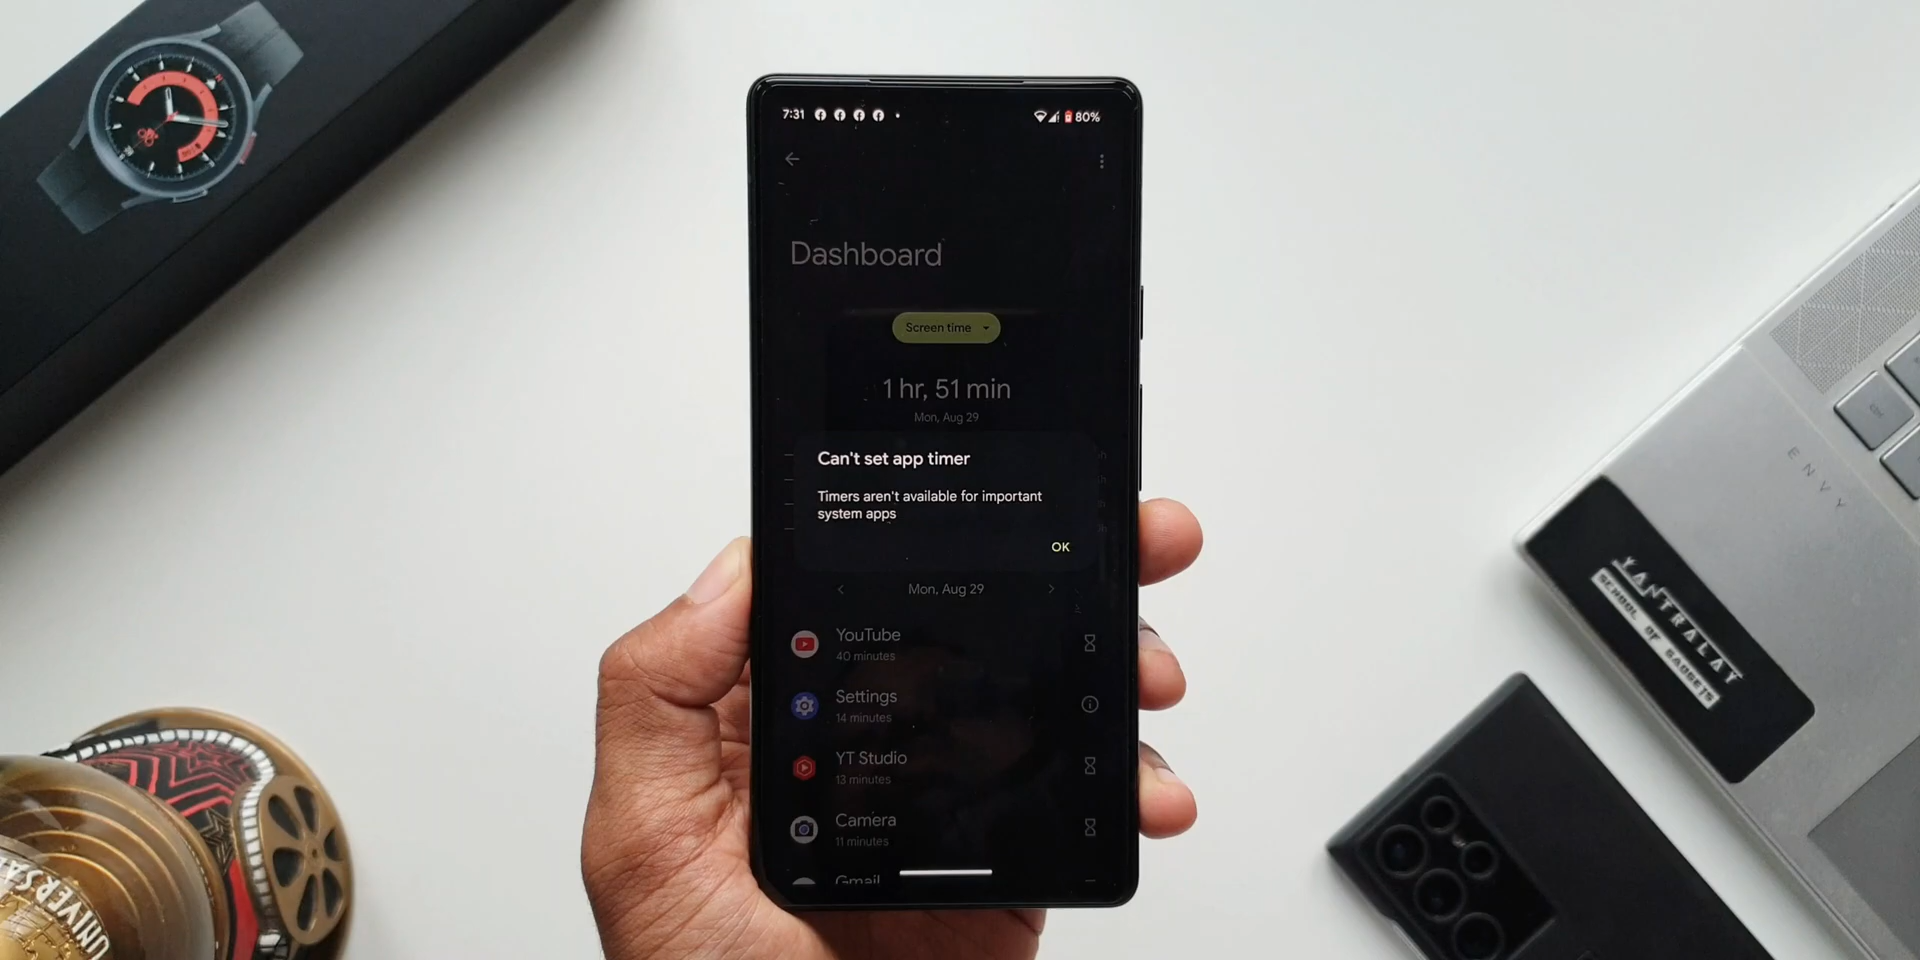 7:31
80%
Dashboard
Screen time
1 hr, 51 min
Mon, Aug 29
Can't set app timer
Timers aren't available for important
system apps
OK
Mon, Aug 29
YouTube
40 minutes
Settings
14 minutes
YT Studio
13 minutes
Camera
11 minutes
Gmail
ctrl
ENVY
YANTRALAY
SCHOOL OF GADGETS
UNIVERSAL